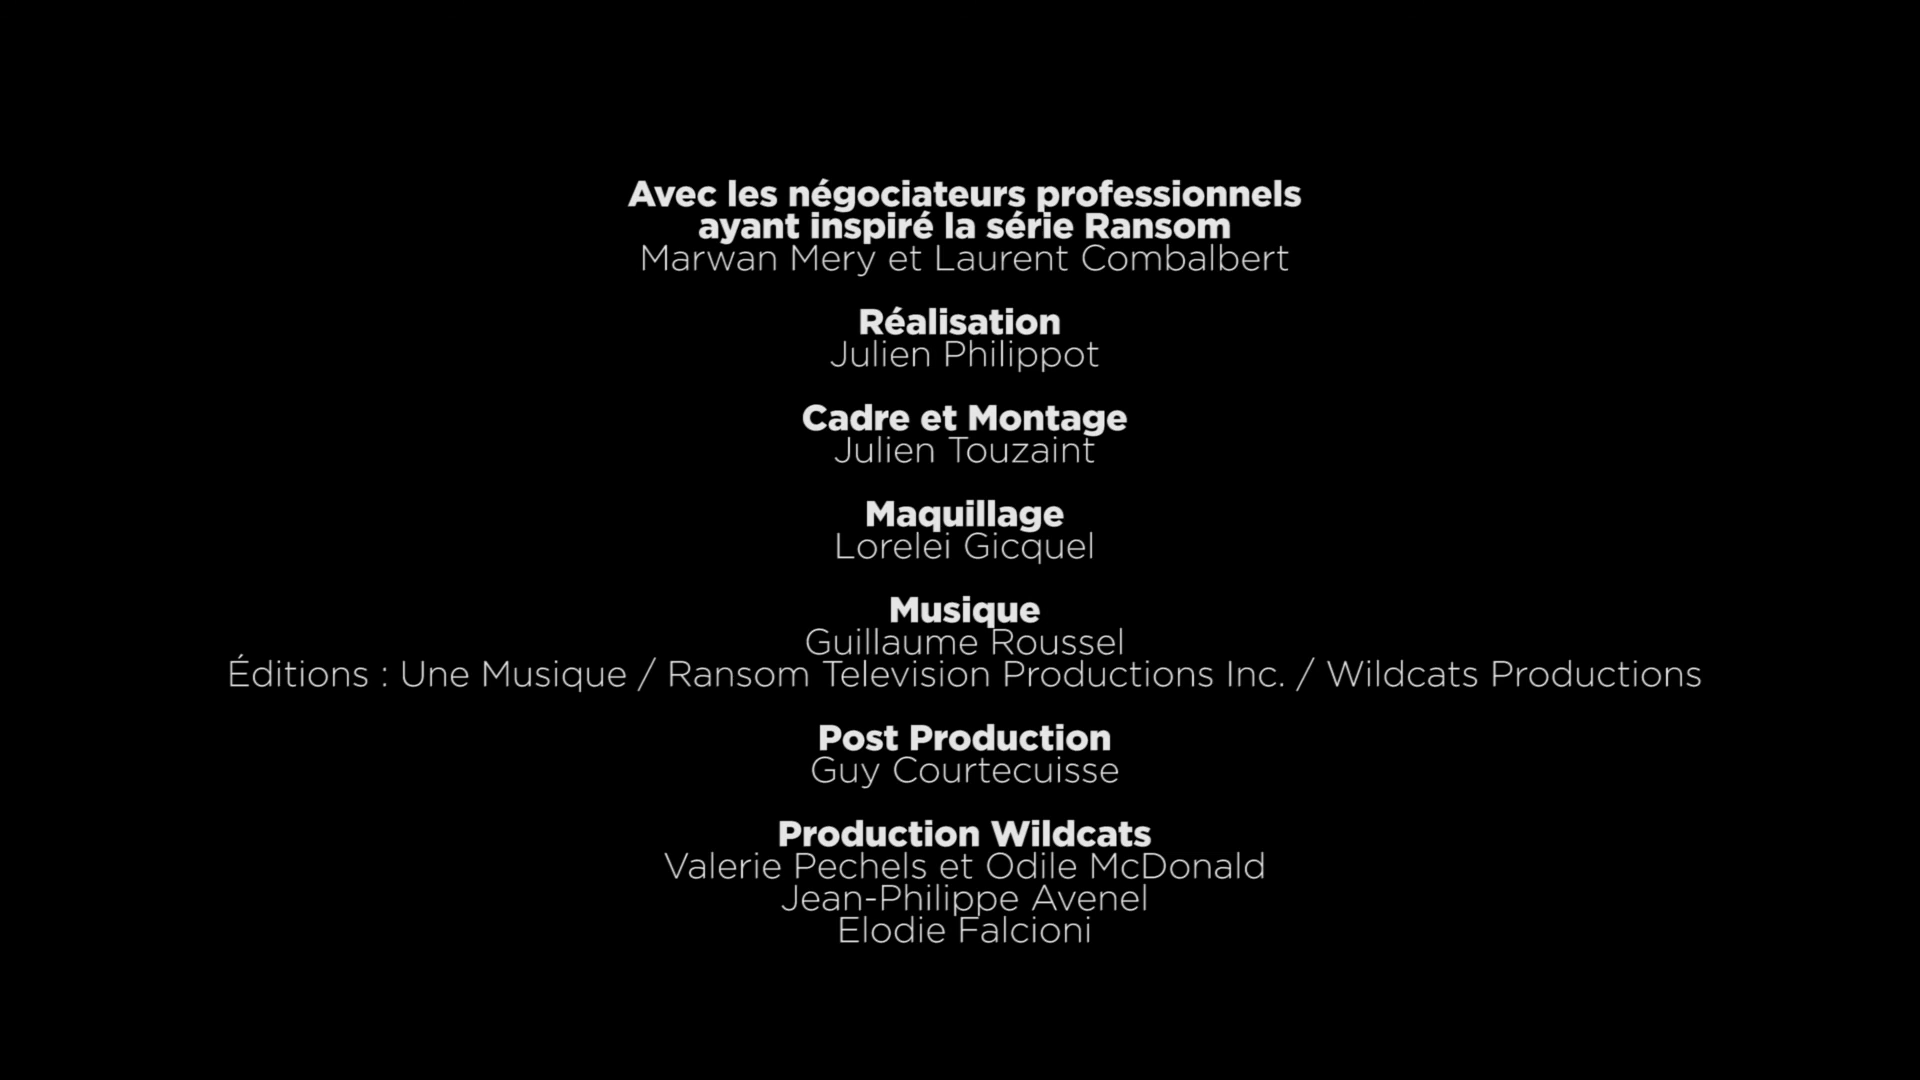 Avec les négociateurs professionnels
ayant inspiré la série Ransom
Marwan Mery et Laurent Combalbert
Réalisation
Julien Philippot
Cadre et Montage
Julien Touzaint
Maquillage
Lorelei Gicquel
Musique
Guillaume Roussel
Éditions : Une Musique / Ransom Television Productions Inc. / Wildcats Productions
Post Production
Guy Courtecuisse
Production Wildcats
Valerie Pechels et Odile McDonald
Jean-Philippe Avenel
Elodie Falcioni